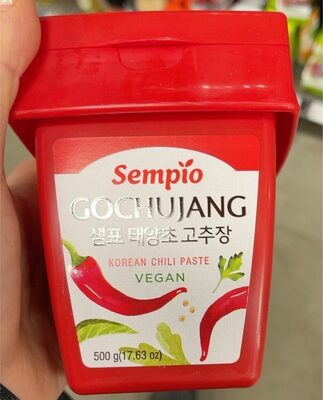 Sempio
GOCHUJANG
샘표 태양초 고추장
KOREAN CHILI PASTE
VEGAN
500 g (17.63 oz)